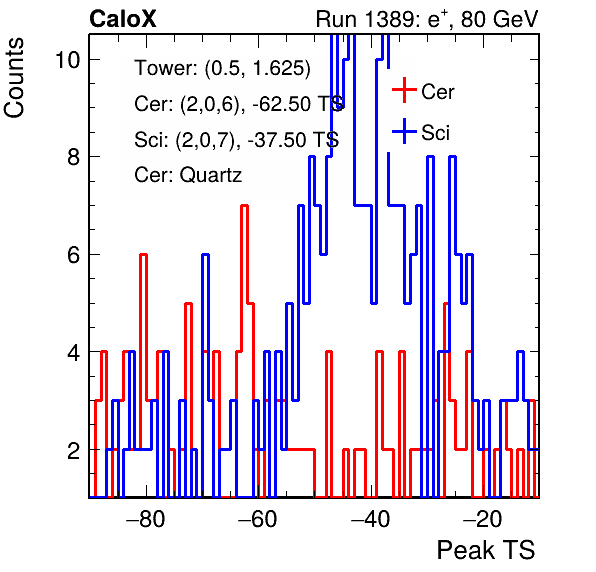 CaloX Run 1389: e⁺, 80 GeV
Counts
10
8
6
4
2
Tower: (0.5, 1.625)
Cer: (2,0,6), -62.50 TS
Sci: (2,0,7), -37.50 TS
Cer: Quartz
Cer
Sci
−80 −60 −40 −20
Peak TS